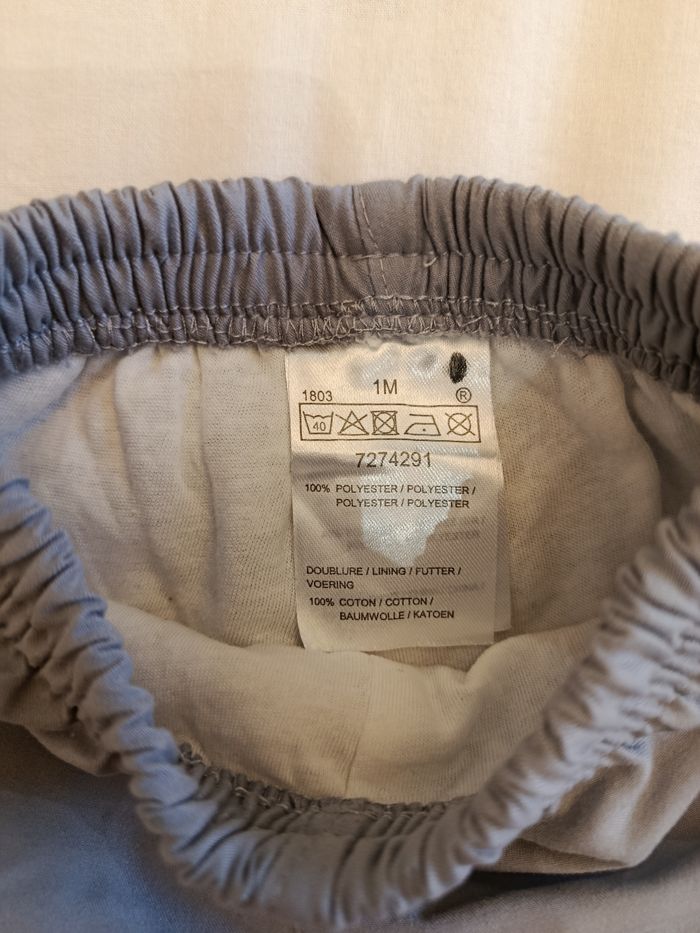 1803 1M ®
40
7274291
100% POLYESTER / POLYESTER /
POLYESTER / POLYESTER
DOUBLURE / LINING / FUTTER /
VOERING
100% COTON / COTTON /
BAUMWOLLE / KATOEN